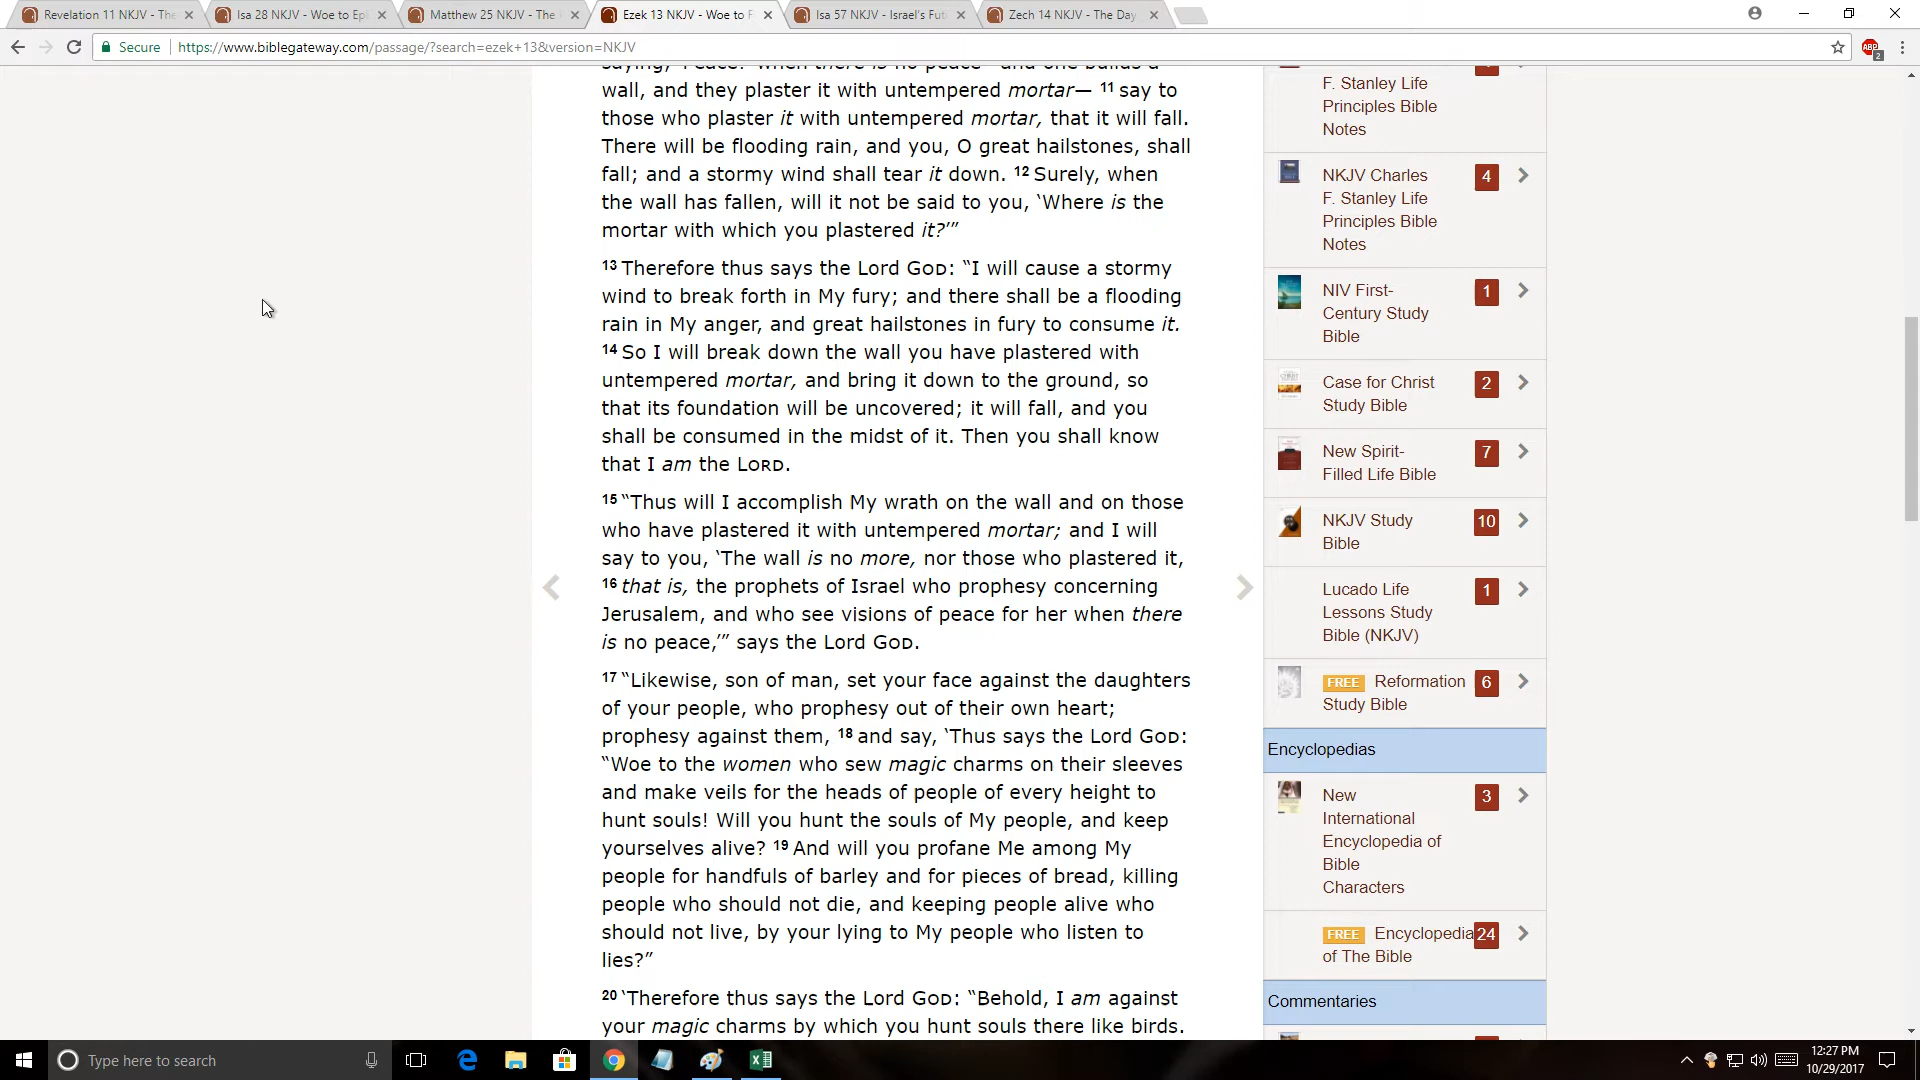 Revelation 11 NKJV - The
Isa 28 NKJV - Woe to Eph
Matthew 25 NKJV - The
Ezek 13 NKJV - Woe to F
Isa 57 NKJV - Israel's Futi
Zech 14 NKJV - The Day
Secure
https://www.biblegateway.com/passage/?search=ezek+13&version=NKJV
ABP
2
wall, and they plaster it with untempered mortar— 11 say to
those who plaster it with untempered mortar, that it will fall.
There will be flooding rain, and you, O great hailstones, shall
fall; and a stormy wind shall tear it down. 12 Surely, when
the wall has fallen, will it not be said to you, ‘Where is the
mortar with which you plastered it?’”
13 Therefore thus says the Lord GOD: “I will cause a stormy
wind to break forth in My fury; and there shall be a flooding
rain in My anger, and great hailstones in fury to consume it.
14 So I will break down the wall you have plastered with
untempered mortar, and bring it down to the ground, so
that its foundation will be uncovered; it will fall, and you
shall be consumed in the midst of it. Then you shall know
that I am the LORD.
15 “Thus will I accomplish My wrath on the wall and on those
who have plastered it with untempered mortar; and I will
say to you, ‘The wall is no more, nor those who plastered it,
16 that is, the prophets of Israel who prophesy concerning
Jerusalem, and who see visions of peace for her when there
is no peace,’” says the Lord GOD.
17 “Likewise, son of man, set your face against the daughters
of your people, who prophesy out of their own heart;
prophesy against them, 18 and say, ‘Thus says the Lord GOD:
“Woe to the women who sew magic charms on their sleeves
and make veils for the heads of people of every height to
hunt souls! Will you hunt the souls of My people, and keep
yourselves alive? 19 And will you profane Me among My
people for handfuls of barley and for pieces of bread, killing
people who should not die, and keeping people alive who
should not live, by your lying to My people who listen to
lies?”
20 ‘Therefore thus says the Lord GOD: “Behold, I am against
your magic charms by which you hunt souls there like birds.
F. Stanley Life
Principles Bible
Notes
NKJV Charles
F. Stanley Life
Principles Bible
Notes
4
NIV First-
Century Study
Bible
1
Case for Christ
Study Bible
2
New Spirit-
Filled Life Bible
7
NKJV Study
Bible
10
Lucado Life
Lessons Study
Bible (NKJV)
1
FREE Reformation
Study Bible
6
Encyclopedias
New
International
Encyclopedia of
Bible
Characters
3
FREE Encyclopedia
of The Bible
24
Commentaries
Type here to search
12:27 PM
10/29/2017